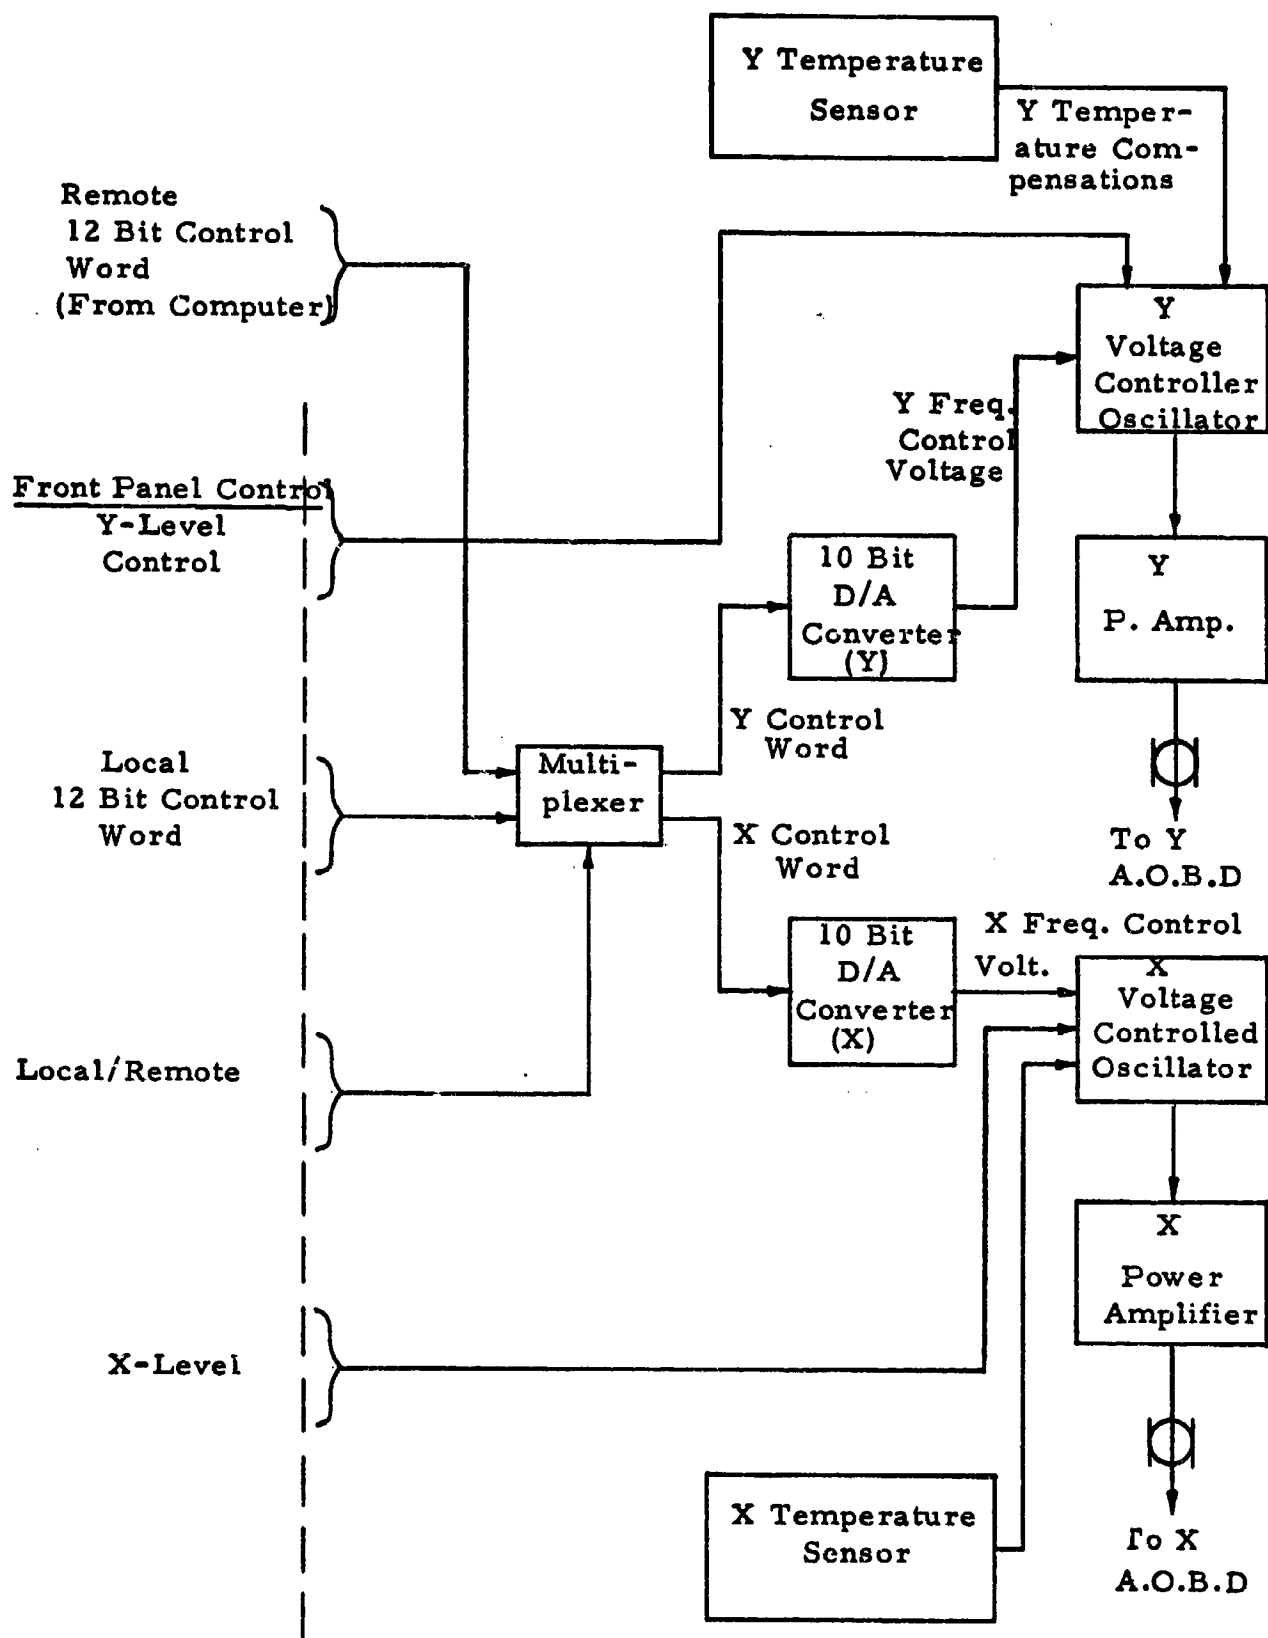 Y Temperature
Sensor
Y Temper-
ature Com-
pensations
Remote
12 Bit Control
Word
(From Computer)
Y
Voltage
Controller
Oscillator
Y Freq.
Control
Voltage
Front Panel Control
Y-Level
Control
10 Bit
D/A
Converter
(Y)
Y
P. Amp.
Y Control
Word
Local
12 Bit Control
Word
Multi-
plexer
To Y
A.O.B.D
X Control
Word
X Freq. Control
Volt.
10 Bit
D/A
Converter
(X)
X
Voltage
Controlled
Oscillator
Local/Remote
X
Power
Amplifier
X-Level
X Temperature
Sensor
To X
A.O.B.D